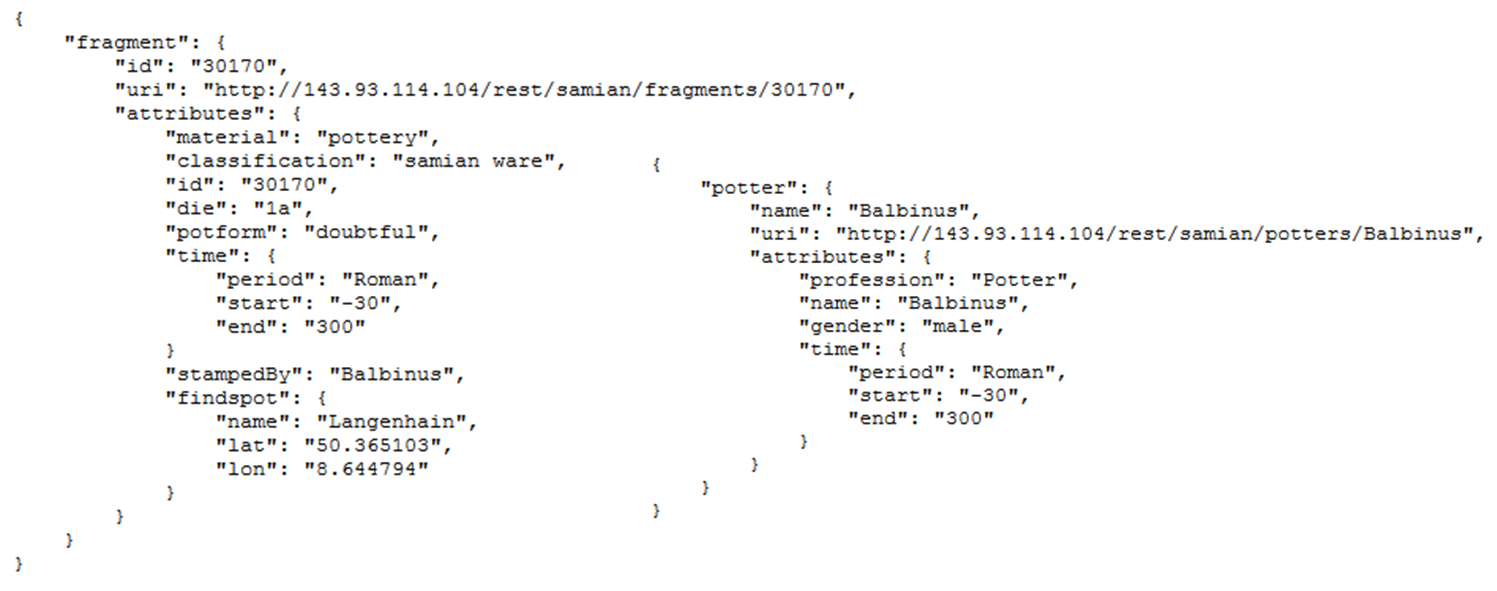 {
    "fragment": {
        "id": "30170",
        "uri": "http://143.93.114.104/rest/samian/fragments/30170",
        "attributes": {
            "material": "pottery",
            "classification": "samian ware",
            "id": "30170",
            "die": "1a",
            "potform": "doubtful",
            "time": {
                "period": "Roman",
                "start": "-30",
                "end": "300"
            }
            "stampedBy": "Balbinus",
            "findspot": {
                "name": "Langenhain",
                "lat": "50.365103",
                "lon": "8.644794"
            }
        }
    }
}
{
    "potter": {
        "name": "Balbinus",
        "uri": "http://143.93.114.104/rest/samian/potters/Balbinus",
        "attributes": {
            "profession": "Potter",
            "name": "Balbinus",
            "gender": "male",
            "time": {
                "period": "Roman",
                "start": "-30",
                "end": "300"
            }
        }
    }
}